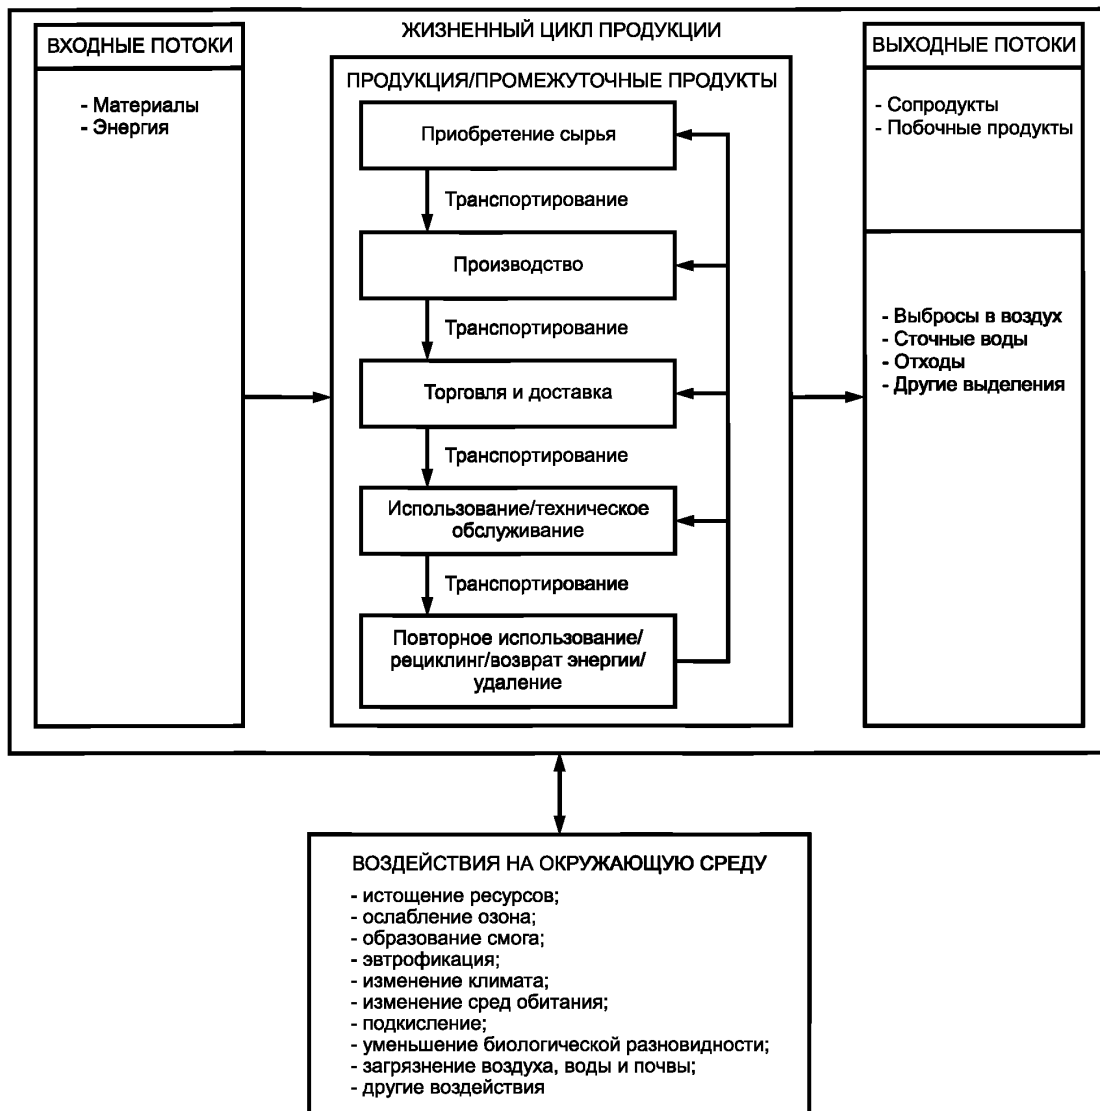 ЖИЗНЕННЫЙ ЦИКЛ ПРОДУКЦИИ
ВХОДНЫЕ ПОТОКИ
- Материалы
- Энергия
ПРОДУКЦИЯ/ПРОМЕЖУТОЧНЫЕ ПРОДУКТЫ
Приобретение сырья
Транспортирование
Производство
Транспортирование
Торговля и доставка
Транспортирование
Использование/техническое
обслуживание
Транспортирование
Повторное использование/
рециклинг/возврат энергии/
удаление
ВЫХОДНЫЕ ПОТОКИ
- Сопродукты
- Побочные продукты
- Выбросы в воздух
- Сточные воды
- Отходы
- Другие выделения
ВОЗДЕЙСТВИЯ НА ОКРУЖАЮЩУЮ СРЕДУ
- истощение ресурсов;
- ослабление озона;
- образование смога;
- эвтрофикация;
- изменение климата;
- изменение сред обитания;
- подкисление;
- уменьшение биологической разновидности;
- загрязнение воздуха, воды и почвы;
- другие воздействия